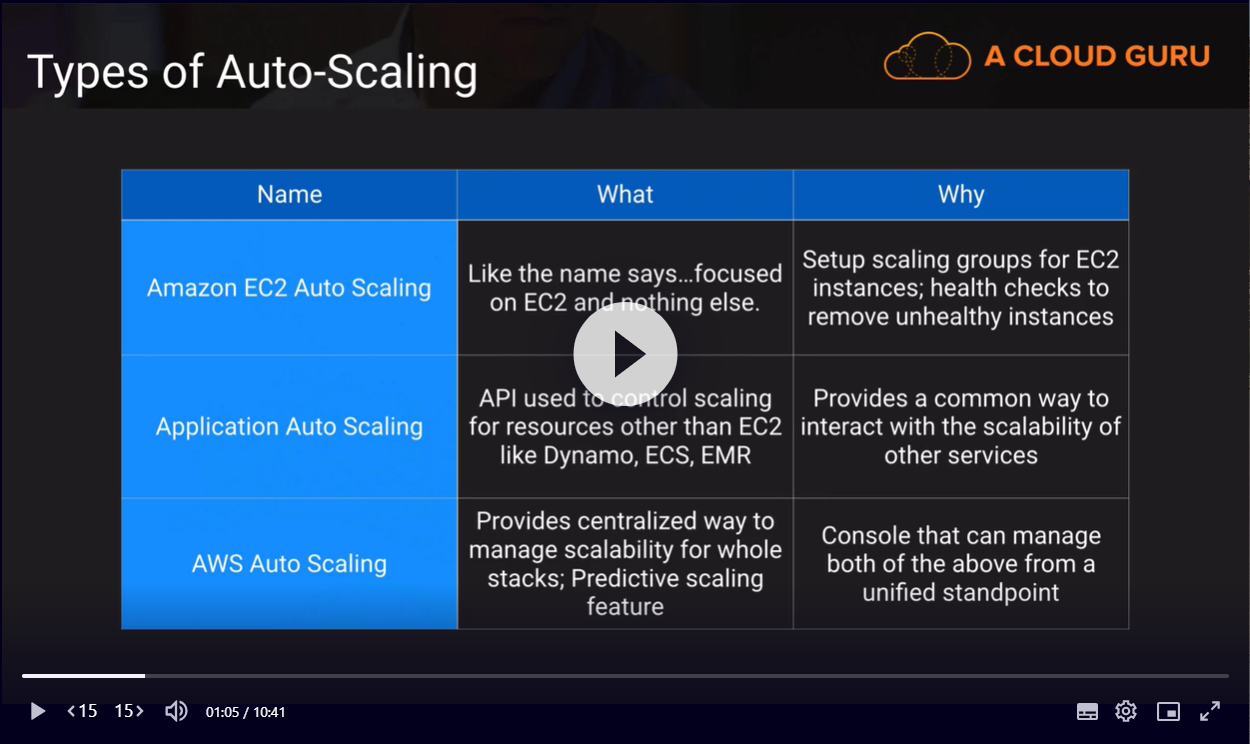 Types of Auto-Scaling
A CLOUD GURU
Name
What
Why
Amazon EC2 Auto Scaling
Like the name says...focused
on EC2 and nothing else.
Setup scaling groups for EC2
instances; health checks to
remove unhealthy instances
Application Auto Scaling
API used to control scaling
for resources other than EC2
like Dynamo, ECS, EMR
Provides a common way to
interact with the scalability of
other services
AWS Auto Scaling
Provides centralized way to
manage scalability for whole
stacks; Predictive scaling
feature
Console that can manage
both of the above from a
unified standpoint
<15
15>
01:05 / 10:41